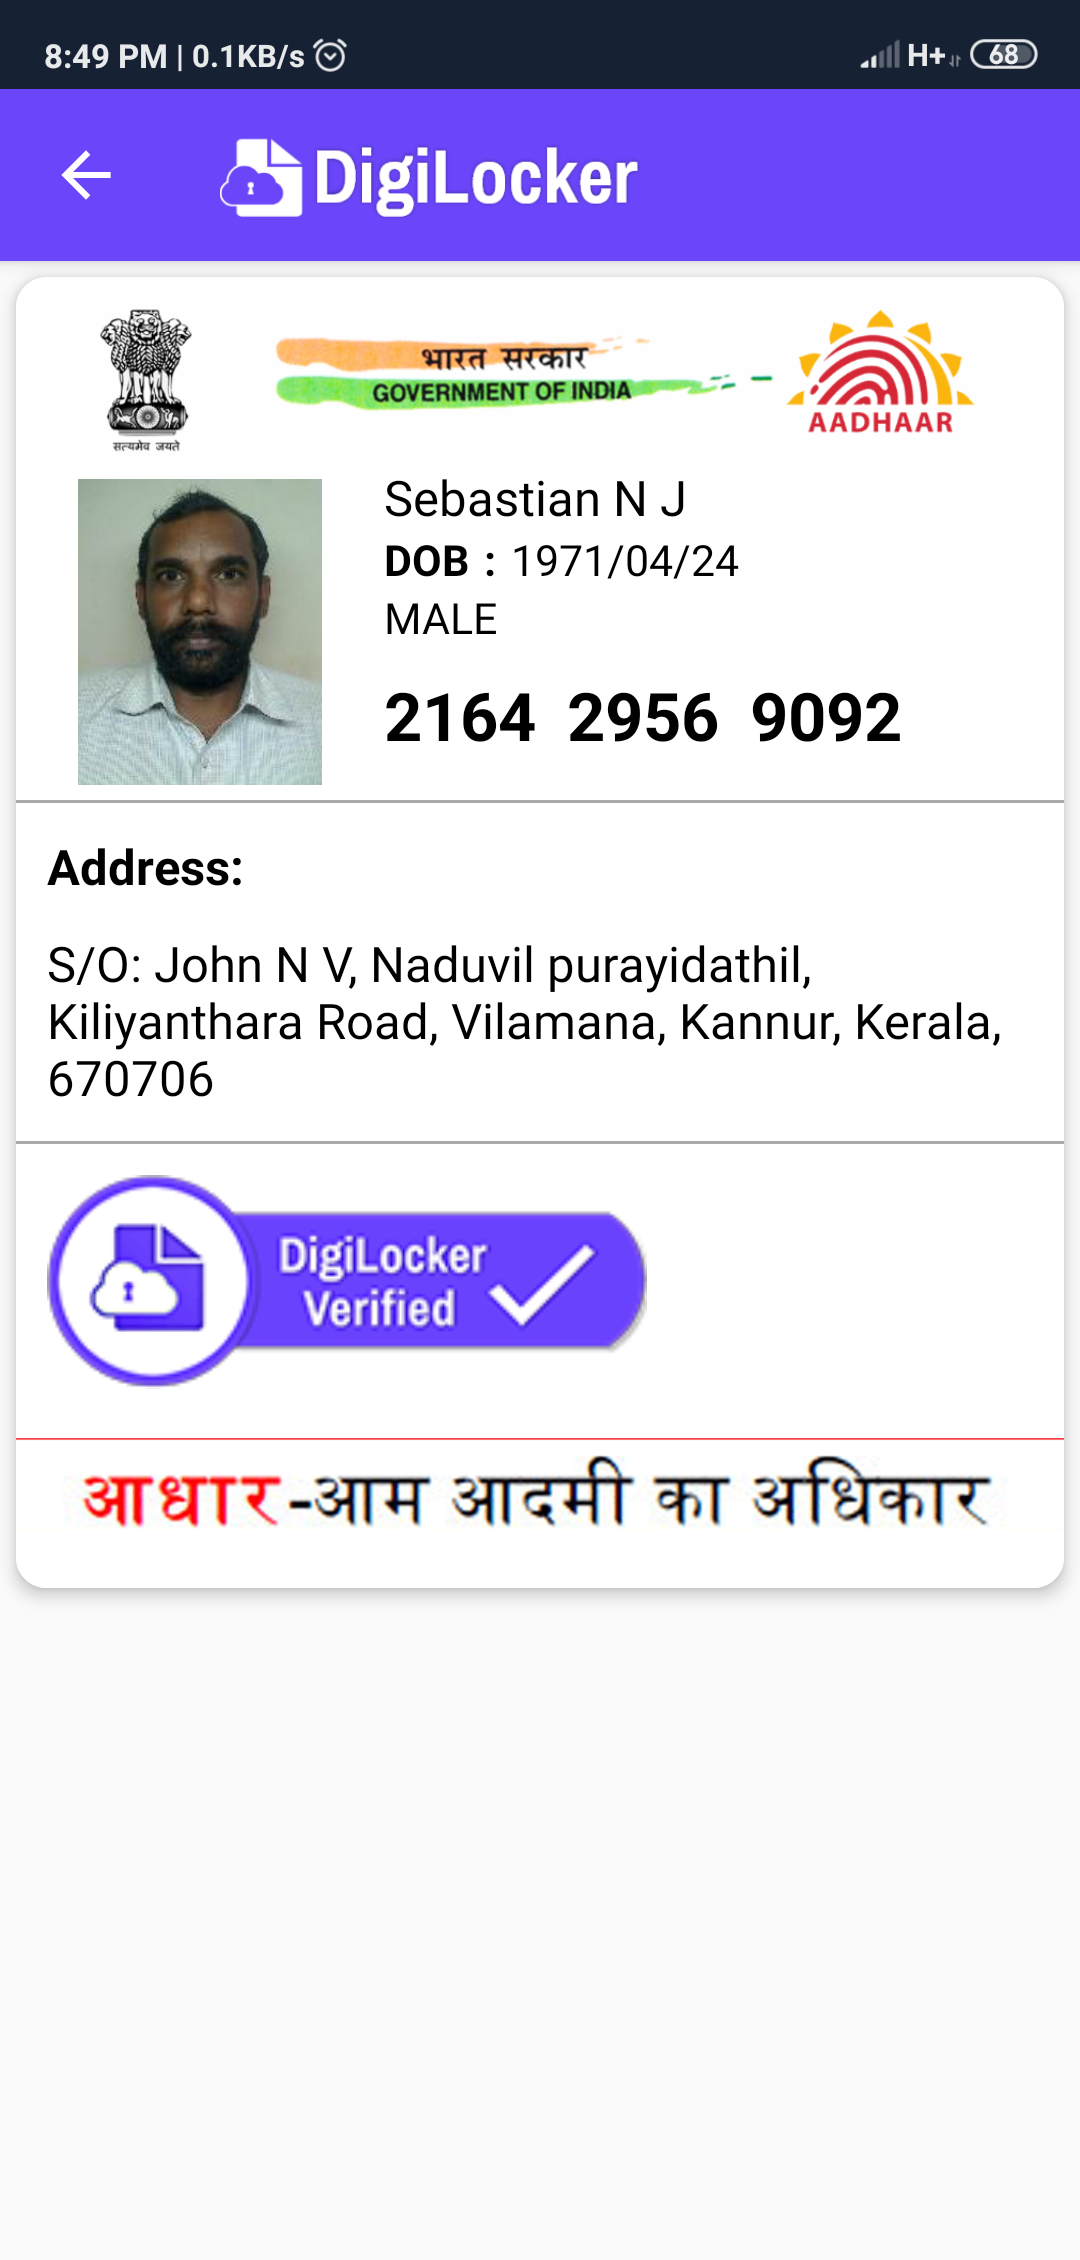 8:49 PM | 0.1KB/s H+ 68
DigiLocker
सत्यमेव जयते
भारत सरकार
GOVERNMENT OF INDIA
AADHAAR
Sebastian N J
DOB : 1971/04/24
MALE
2164 2956 9092
Address:
S/O: John N V, Naduvil purayidathil,
Kiliyanthara Road, Vilamana, Kannur, Kerala,
670706
DigiLocker
Verified
आधार-आम आदमी का अधिकार